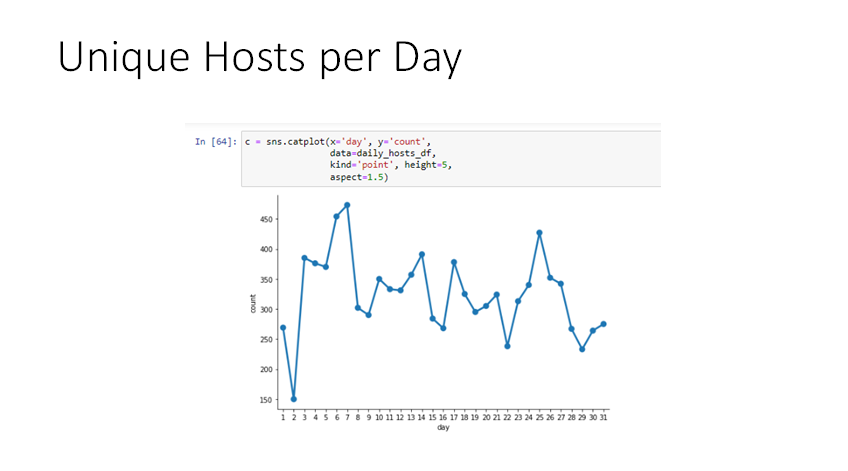 Unique Hosts per Day
In [64]: c = sns.catplot(x='day', y='count',
data=daily_hosts_df,
kind='point', height=5,
aspect=1.5)
450
400
350
300
250
200
150
count
1 2 3 4 5 6 7 8 9 10 11 12 13 14 15 16 17 18 19 20 21 22 23 24 25 26 27 28 29 30 31
day